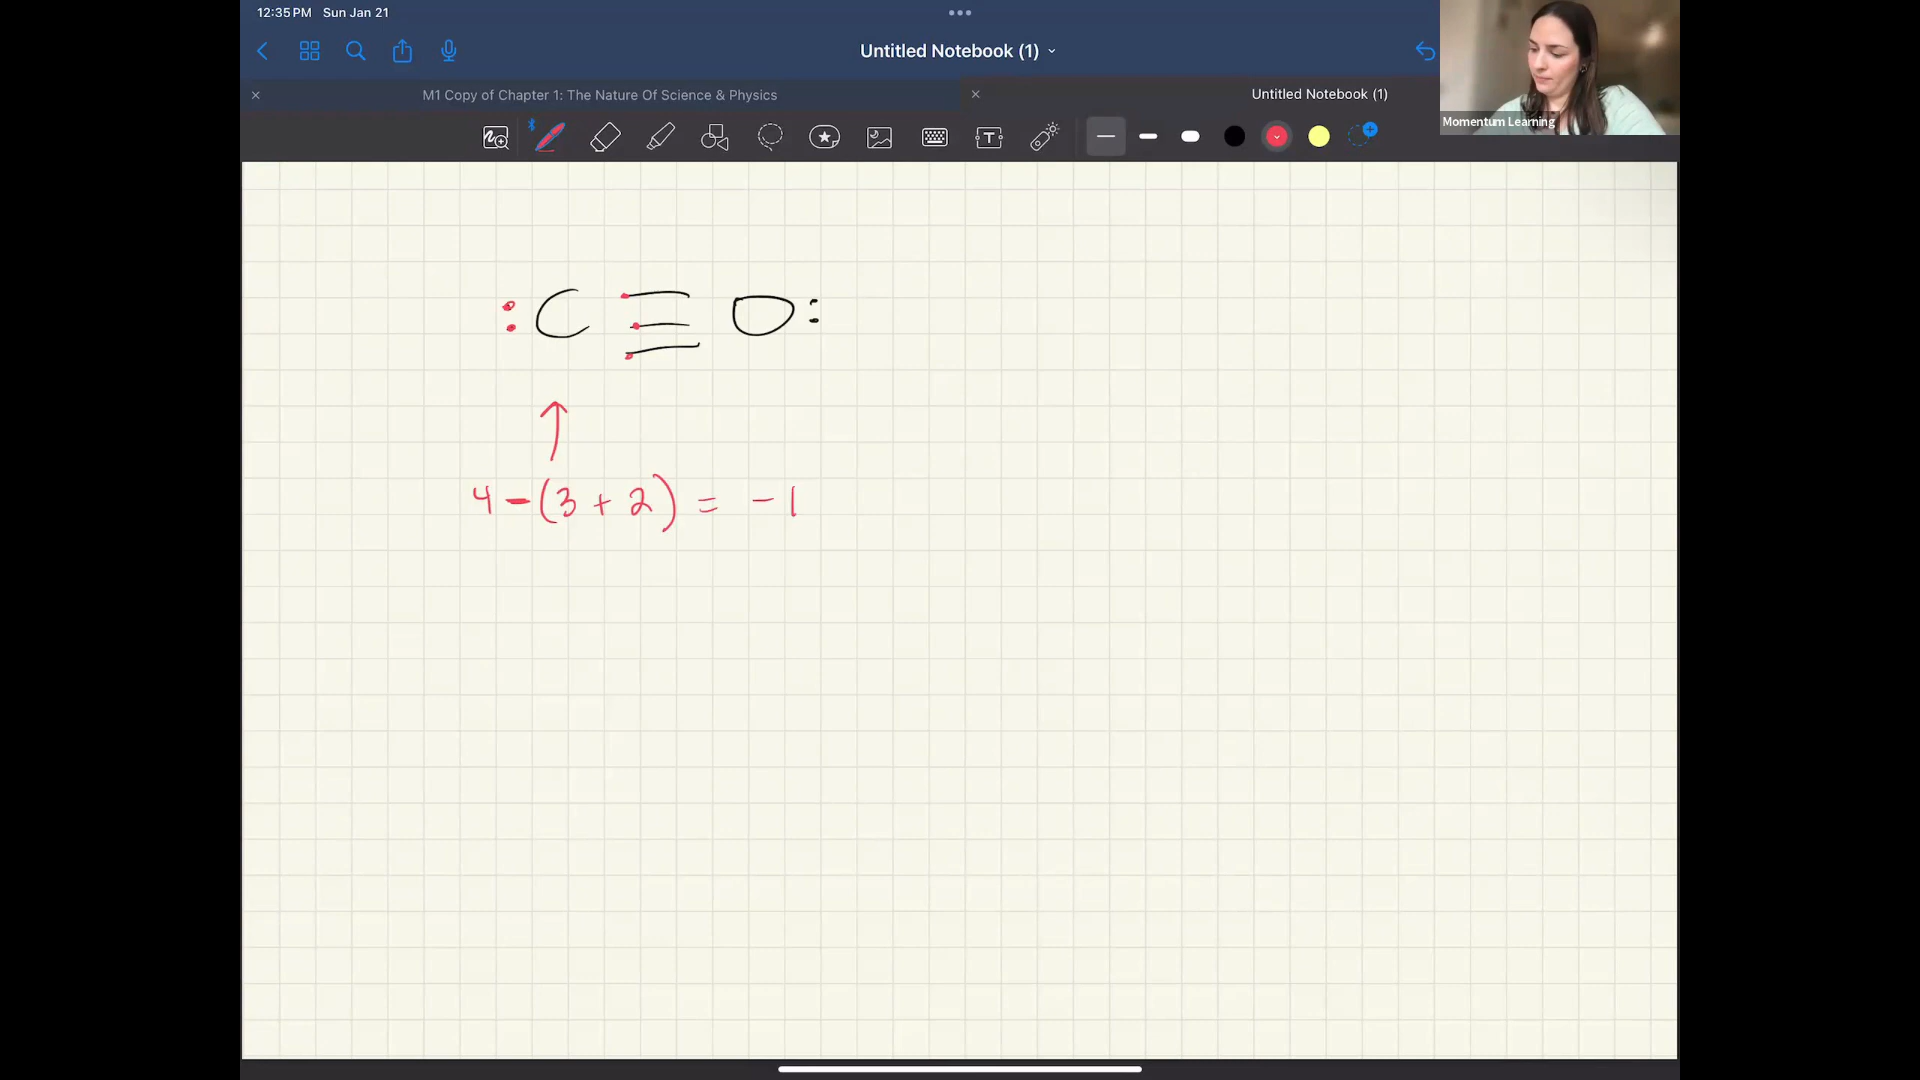 12:35 PM Sun Jan 21
Untitled Notebook (1)
M1 Copy of Chapter 1: The Nature Of Science & Physics
Untitled Notebook (1)
Momentum Learning
:C≡O:
4-(3+2) = -1